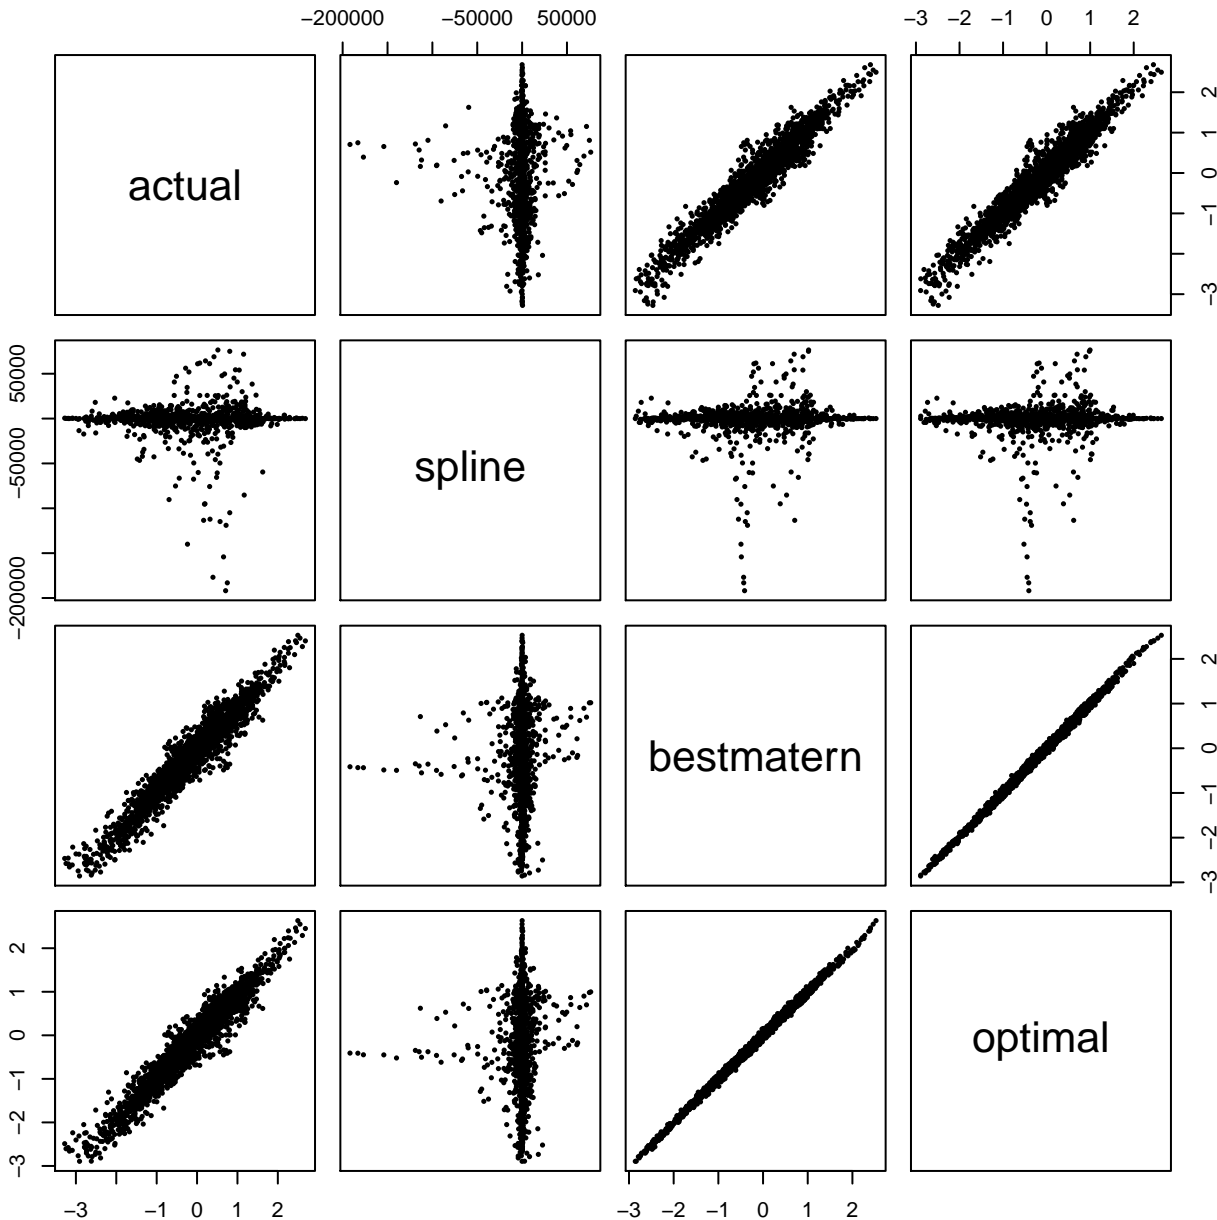 −200000 −50000 50000 −3 −2 −1 0 1 2
actual
−3 −2 −1 0 1 2
−200000 −50000 50000
spline
bestmatern
−3 −2 −1 0 1 2
−3 −2 −1 0 1 2
optimal
−3 −1 0 1 2 −3 −2 −1 0 1 2